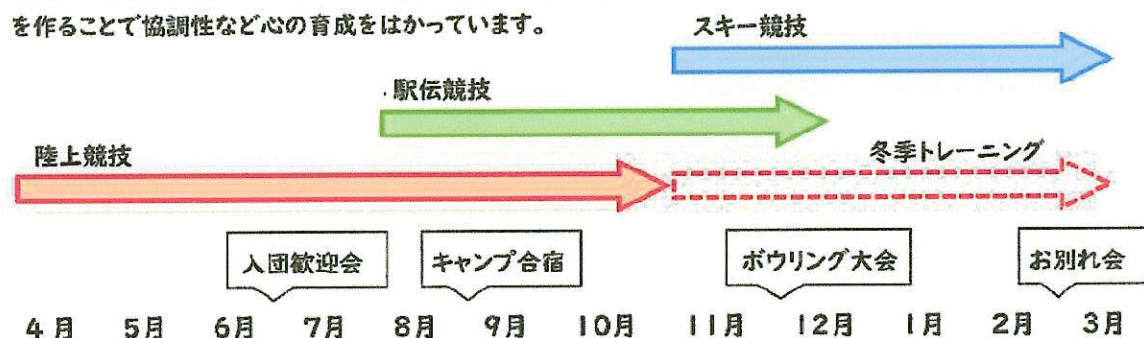 を作ることで協調性など心の育成をはかっています。
スキー競技
駅伝競技
陸上競技
冬季トレーニング
入団歓迎会
キャンプ合宿
ボウリング大会
お別れ会
4月 5月 6月 7月 8月 9月 10月 11月 12月 1月 2月 3月